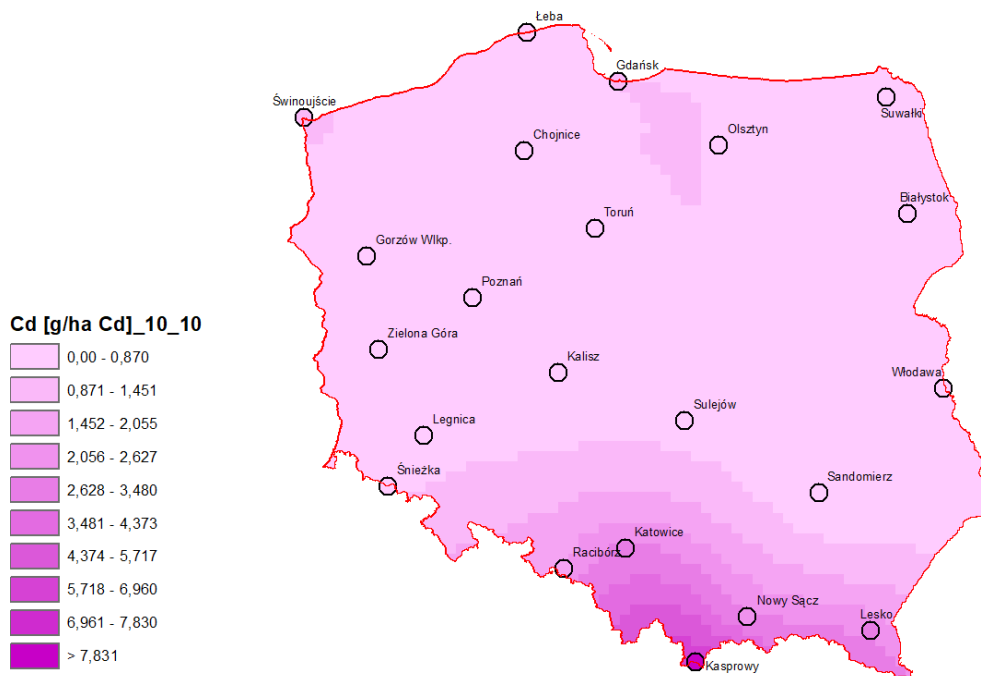 Łeba
Gdańsk
Świnoujście
Suwałki
Chojnice
Olsztyn
Białystok
Toruń
Gorzów Wlkp.
Poznań
Cd [g/ha Cd]_10_10
Zielona Góra
0,00 - 0,870
Kalisz
Włodawa
0,871 - 1,451
Sulejów
1,452 - 2,055
Legnica
2,056 - 2,627
Śnieżka
Sandomierz
2,628 - 3,480
3,481 - 4,373
Katowice
Racibórz
4,374 - 5,717
5,718 - 6,960
Nowy Sącz
Lesko
6,961 - 7,830
> 7,831
Kasprowy